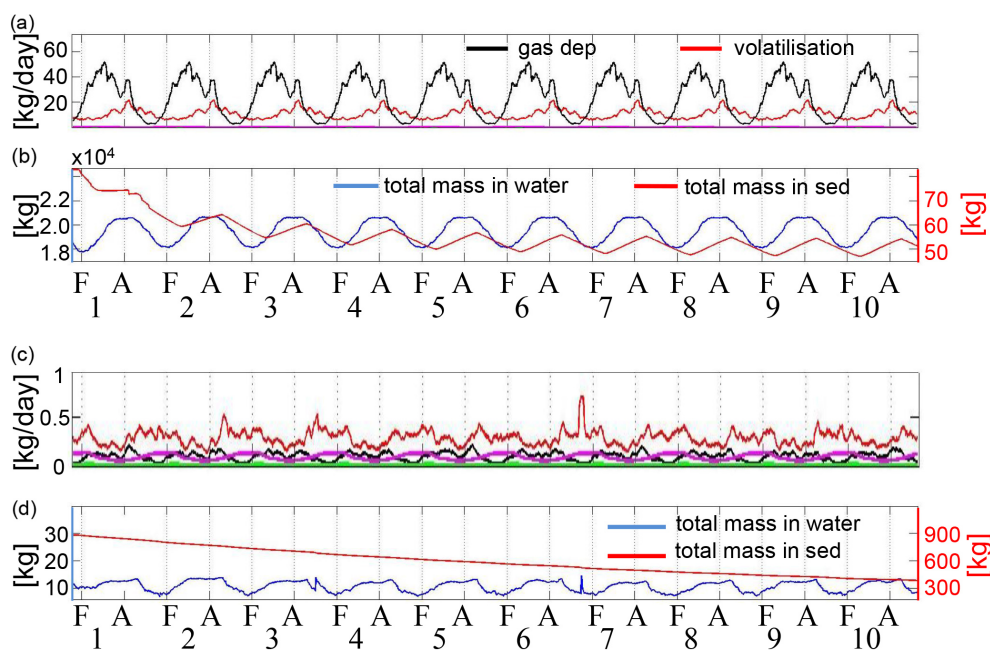 (a)
[kg/day]
60
40
20
gas dep
volatilisation
(b)
x10⁴
[kg]
2.2
2.0
1.8
total mass in water
total mass in sed
70
60
50
[kg]
F A F A F A F A F A F A F A F A F A F A
1 2 3 4 5 6 7 8 9 10
(c)
[kg/day]
1
0.5
0
(d)
[kg]
30
20
10
total mass in water
total mass in sed
900
600
300
[kg]
F A F A F A F A F A F A F A F A F A F A
1 2 3 4 5 6 7 8 9 10